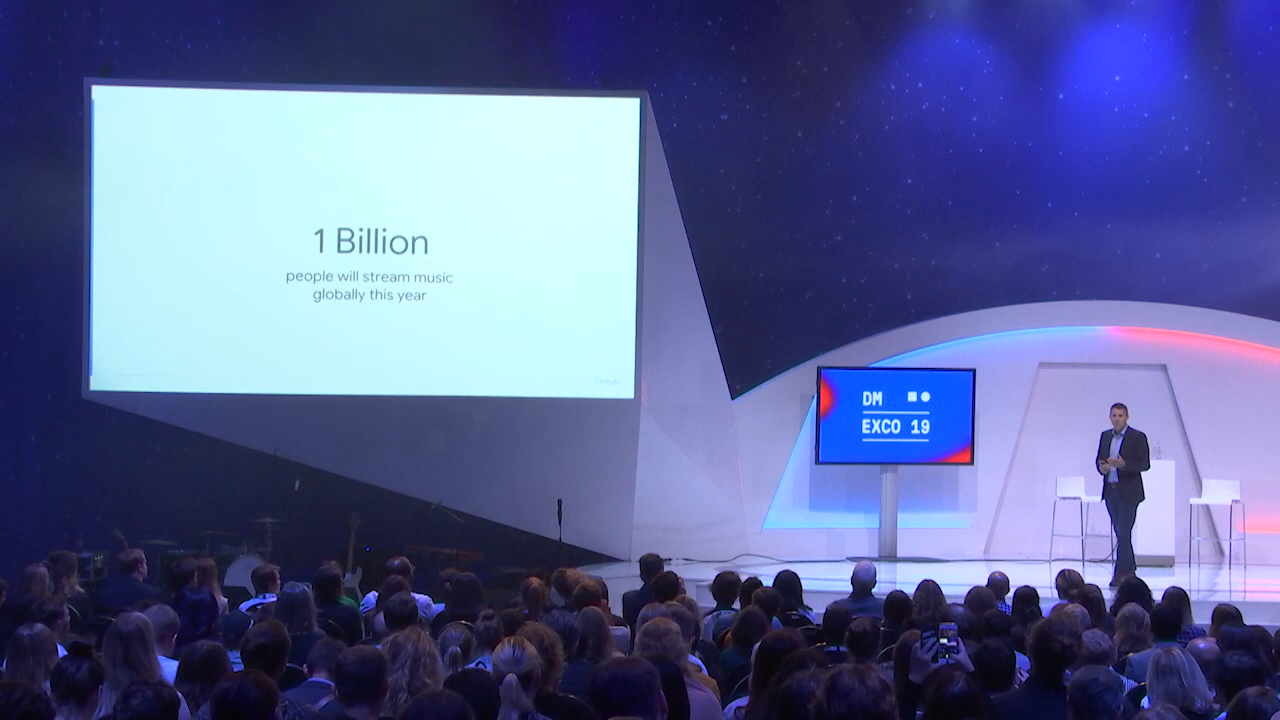 1 Billion
people will stream music
globally this year
DM
EXCO 19